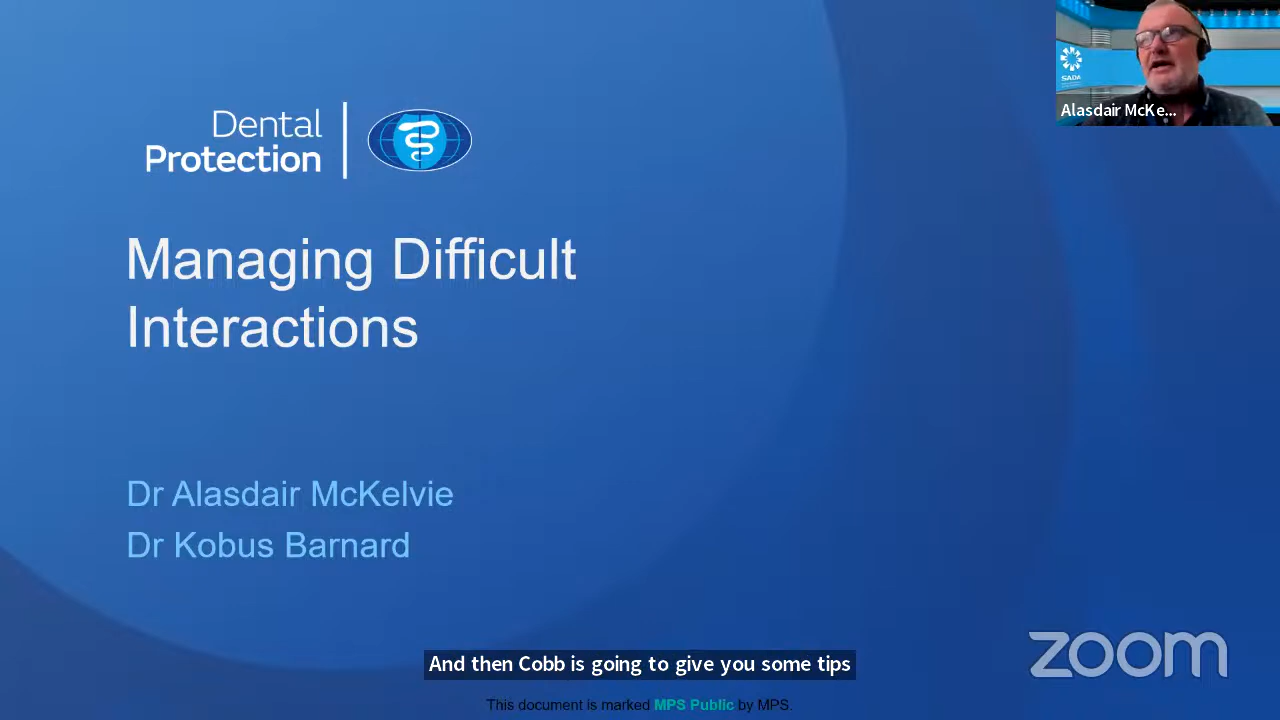 SADA
Alasdair McKe...
Dental
Protection
Managing Difficult
Interactions
Dr Alasdair McKelvie
Dr Kobus Barnard
zoom
And then Cobb is going to give you some tips
This document is marked MPS Public by MPS.